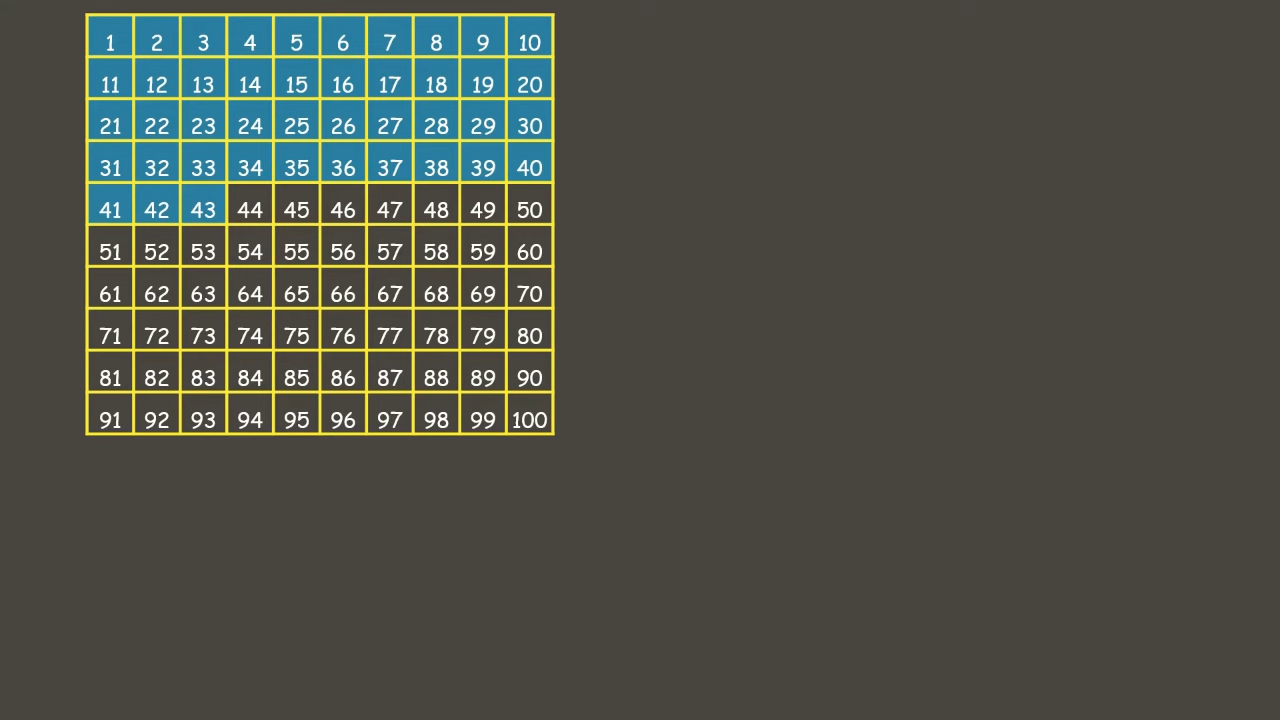 1 2 3 4 5 6 7 8 9 10
11 12 13 14 15 16 17 18 19 20
21 22 23 24 25 26 27 28 29 30
31 32 33 34 35 36 37 38 39 40
41 42 43 44 45 46 47 48 49 50
51 52 53 54 55 56 57 58 59 60
61 62 63 64 65 66 67 68 69 70
71 72 73 74 75 76 77 78 79 80
81 82 83 84 85 86 87 88 89 90
91 92 93 94 95 96 97 98 99 100